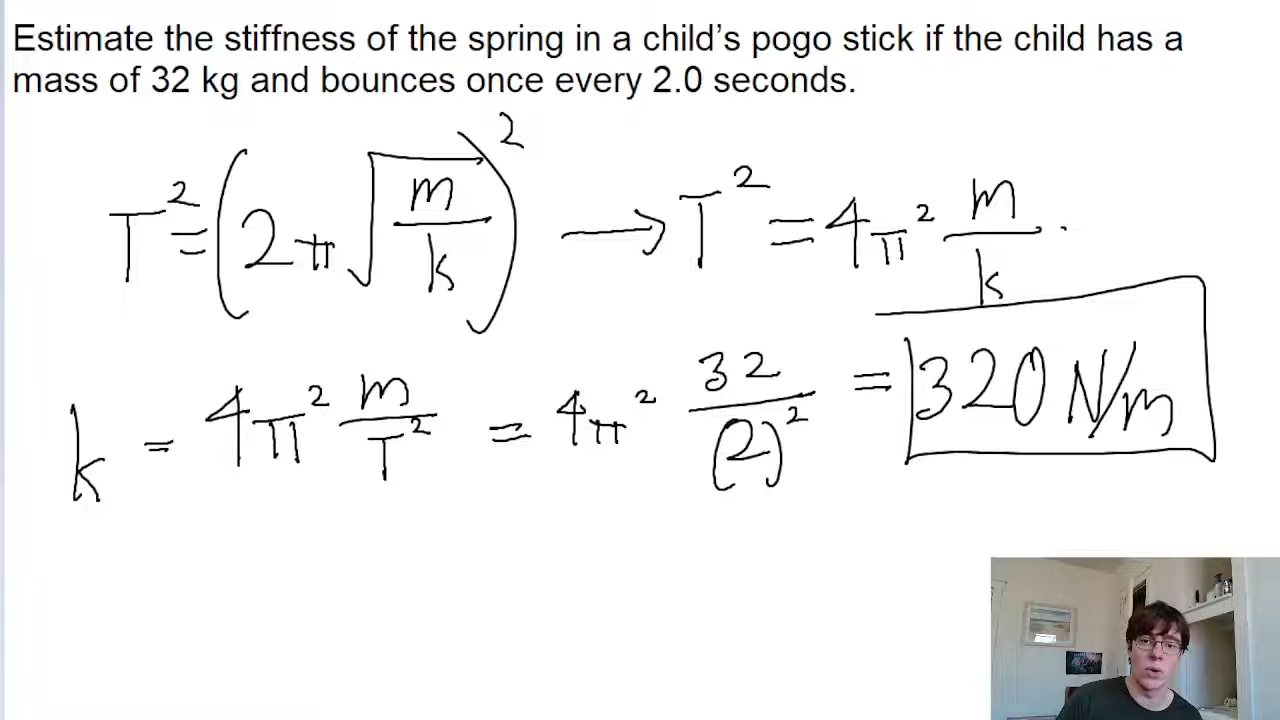 Estimate the stiffness of the spring in a child's pogo stick if the child has a
mass of 32 kg and bounces once every 2.0 seconds.
T² = (2π√(m/k))² → T² = 4π² m/k
k = 4π² m/T² = 4π² 32/(2)² = 320 N/m